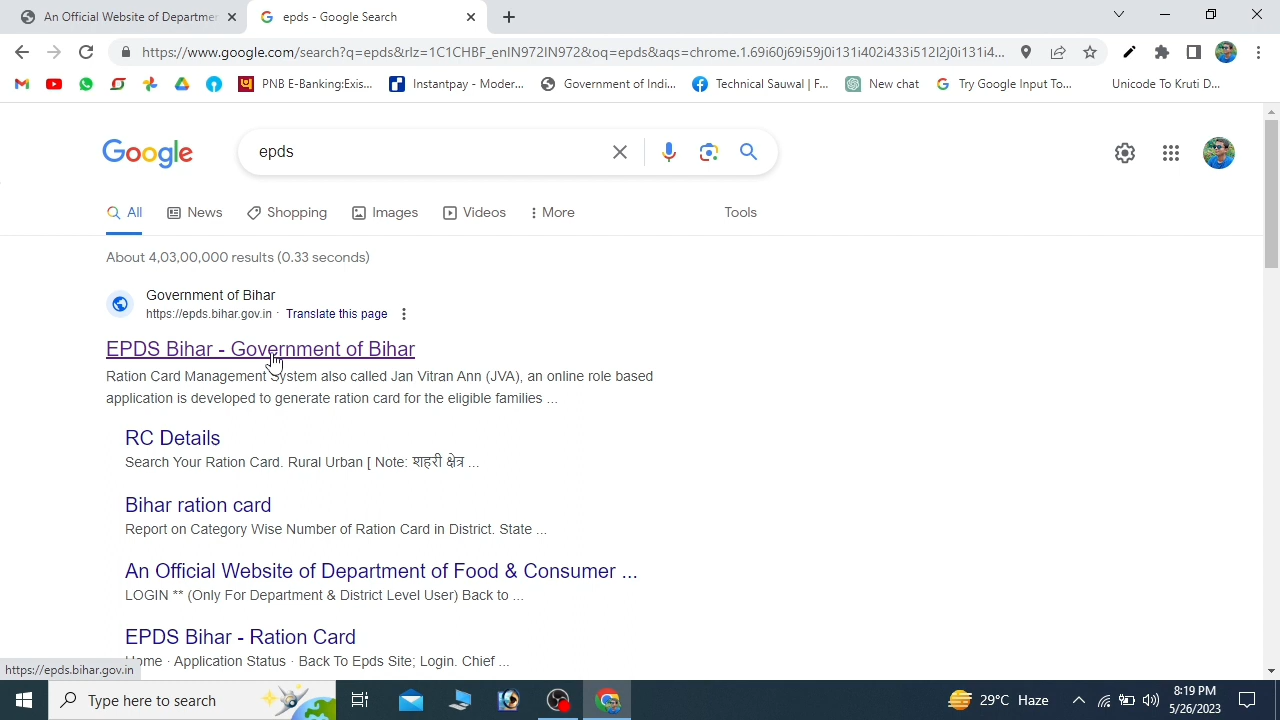 An Official Website of Departmen
epds - Google Search
https://www.google.com/search?q=epds&rlz=1C1CHBF_enIN972IN972&oq=epds&aqs=chrome.1.69i60j69i59j0i131i402i433i512l2j0i131i4...
PNB E-Banking:Exis...
Instantpay - Moder...
Government of Indi...
Technical Sauwal | F...
New chat
Try Google Input To...
Unicode To Kruti D...
Google
epds
All
News
Shopping
Images
Videos
More
Tools
About 4,03,00,000 results (0.33 seconds)
Government of Bihar
https://epds.bihar.gov.in · Translate this page
EPDS Bihar - Government of Bihar
Ration Card Management System also called Jan Vitran Ann (JVA), an online role based
application is developed to generate ration card for the eligible families ...
RC Details
Search Your Ration Card. Rural Urban [ Note: शहरी क्षेत्र ...
Bihar ration card
Report on Category Wise Number of Ration Card in District. State ...
An Official Website of Department of Food & Consumer ...
LOGIN ** (Only For Department & District Level User) Back to ...
EPDS Bihar - Ration Card
Home · Application Status · Back To Epds Site; Login. Chief ...
https://epds.bihar.gov.in
Type here to search
29°C Haze
8:19 PM
5/26/2023